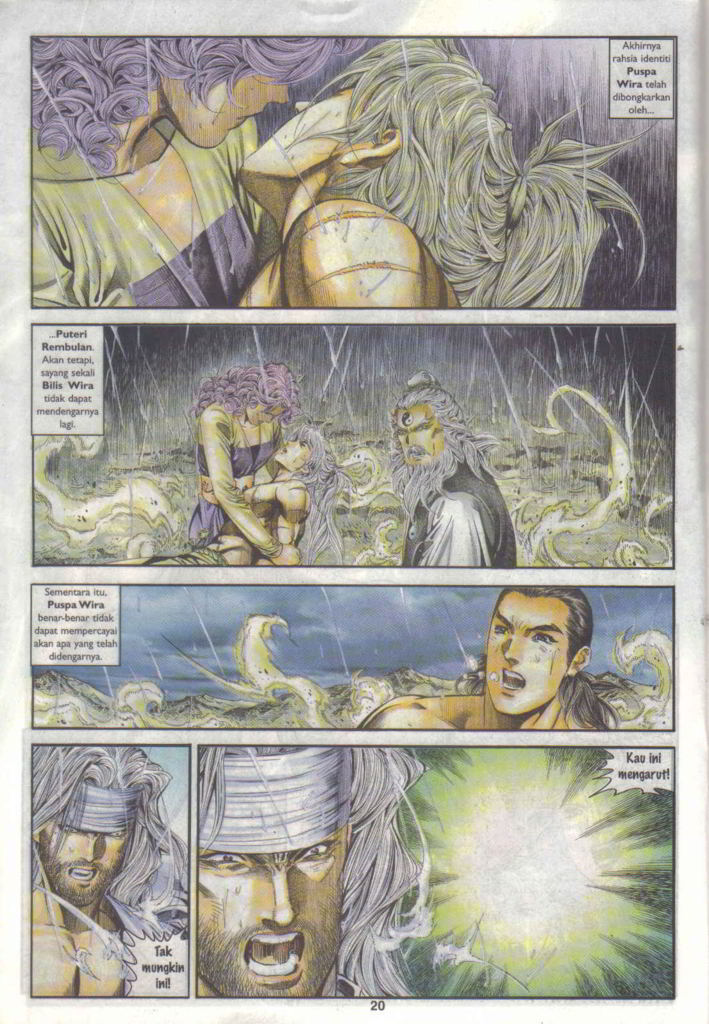 Akhirnya
rahsia identiti
Puspa
Wira telah
dibongkarkan
oleh...
...Puteri
Rembulan.
Akan tetapi,
sayang sekali
Bilis Wira
tidak dapat
mendengarnya
lagi.
Sementara itu,
Puspa Wira
benar-benar tidak
dapat mempercayai
akan apa yang telah
didengarnya.
Tak
mungkin
ini!
Kau ini
mengarut!
20